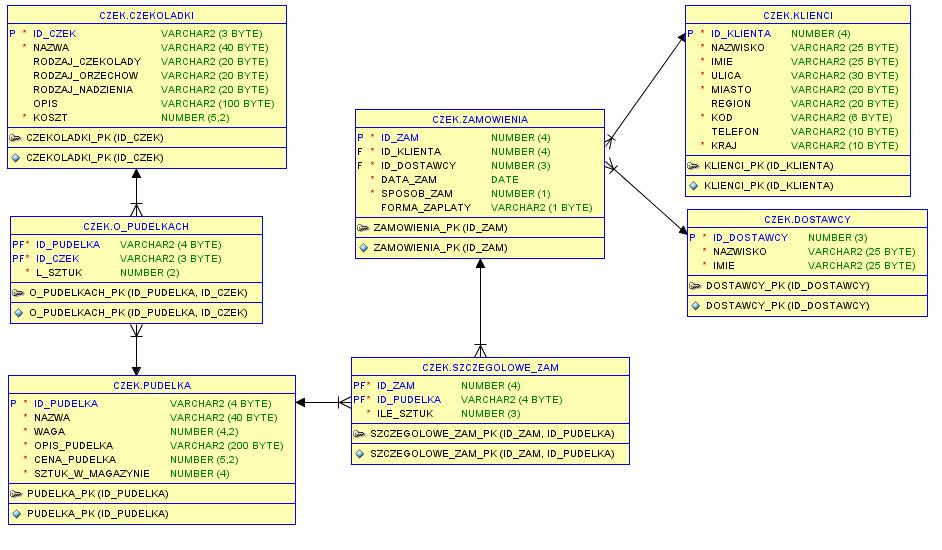 CZEK.CZEKOLADKI
P * ID_CZEK VARCHAR2 (3 BYTE)
* NAZWA VARCHAR2 (40 BYTE)
RODZAJ_CZEKOLADY VARCHAR2 (20 BYTE)
RODZAJ_ORZECHOW VARCHAR2 (20 BYTE)
RODZAJ_NADZIENIA VARCHAR2 (20 BYTE)
OPIS VARCHAR2 (100 BYTE)
* KOSZT NUMBER (5,2)
CZEKOLADKI_PK (ID_CZEK)
CZEKOLADKI_PK (ID_CZEK)
CZEK.KLIENCI
P * ID_KLIENTA NUMBER (4)
* NAZWISKO VARCHAR2 (25 BYTE)
* IMIE VARCHAR2 (25 BYTE)
* ULICA VARCHAR2 (30 BYTE)
* MIASTO VARCHAR2 (20 BYTE)
REGION VARCHAR2 (20 BYTE)
* KOD VARCHAR2 (6 BYTE)
TELEFON VARCHAR2 (10 BYTE)
* KRAJ VARCHAR2 (10 BYTE)
KLIENCI_PK (ID_KLIENTA)
KLIENCI_PK (ID_KLIENTA)
CZEK.ZAMOWIENIA
P * ID_ZAM NUMBER (4)
F * ID_KLIENTA NUMBER (4)
F * ID_DOSTAWCY NUMBER (3)
* DATA_ZAM DATE
* SPOSOB_ZAM NUMBER (1)
FORMA_ZAPLATY VARCHAR2 (1 BYTE)
ZAMOWIENIA_PK (ID_ZAM)
ZAMOWIENIA_PK (ID_ZAM)
CZEK.O_PUDELKACH
PF* ID_PUDELKA VARCHAR2 (4 BYTE)
PF* ID_CZEK VARCHAR2 (3 BYTE)
* L_SZTUK NUMBER (2)
O_PUDELKACH_PK (ID_PUDELKA, ID_CZEK)
O_PUDELKACH_PK (ID_PUDELKA, ID_CZEK)
CZEK.DOSTAWCY
P * ID_DOSTAWCY NUMBER (3)
* NAZWISKO VARCHAR2 (25 BYTE)
* IMIE VARCHAR2 (25 BYTE)
DOSTAWCY_PK (ID_DOSTAWCY)
DOSTAWCY_PK (ID_DOSTAWCY)
CZEK.PUDELKA
P * ID_PUDELKA VARCHAR2 (4 BYTE)
* NAZWA VARCHAR2 (40 BYTE)
* WAGA NUMBER (4,2)
* OPIS_PUDELKA VARCHAR2 (200 BYTE)
* CENA_PUDELKA NUMBER (5,2)
* SZTUK_W_MAGAZYNIE NUMBER (4)
PUDELKA_PK (ID_PUDELKA)
PUDELKA_PK (ID_PUDELKA)
CZEK.SZCZEGOLOWE_ZAM
PF* ID_ZAM NUMBER (4)
PF* ID_PUDELKA VARCHAR2 (4 BYTE)
* ILE_SZTUK NUMBER (3)
SZCZEGOLOWE_ZAM_PK (ID_ZAM, ID_PUDELKA)
SZCZEGOLOWE_ZAM_PK (ID_ZAM, ID_PUDELKA)